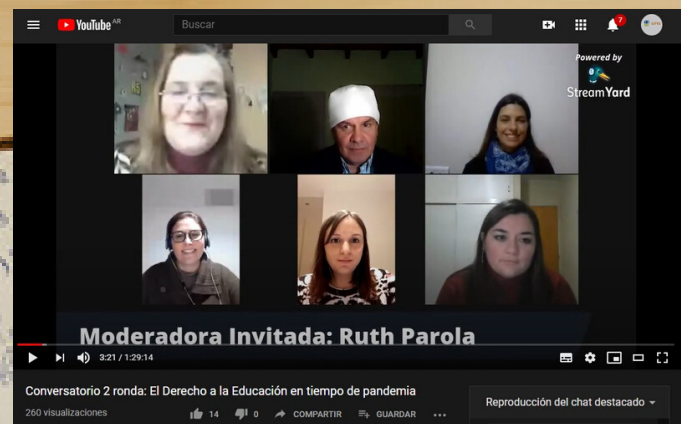 YouTube AR
Buscar
7
Powered by
StreamYard
Moderadora Invitada: Ruth Parola
3:21 / 1:29:14
Conversatorio 2 ronda: El Derecho a la Educación en tiempo de pandemia
260 visualizaciones
14
0
COMPARTIR
GUARDAR
Reproducción del chat destacado